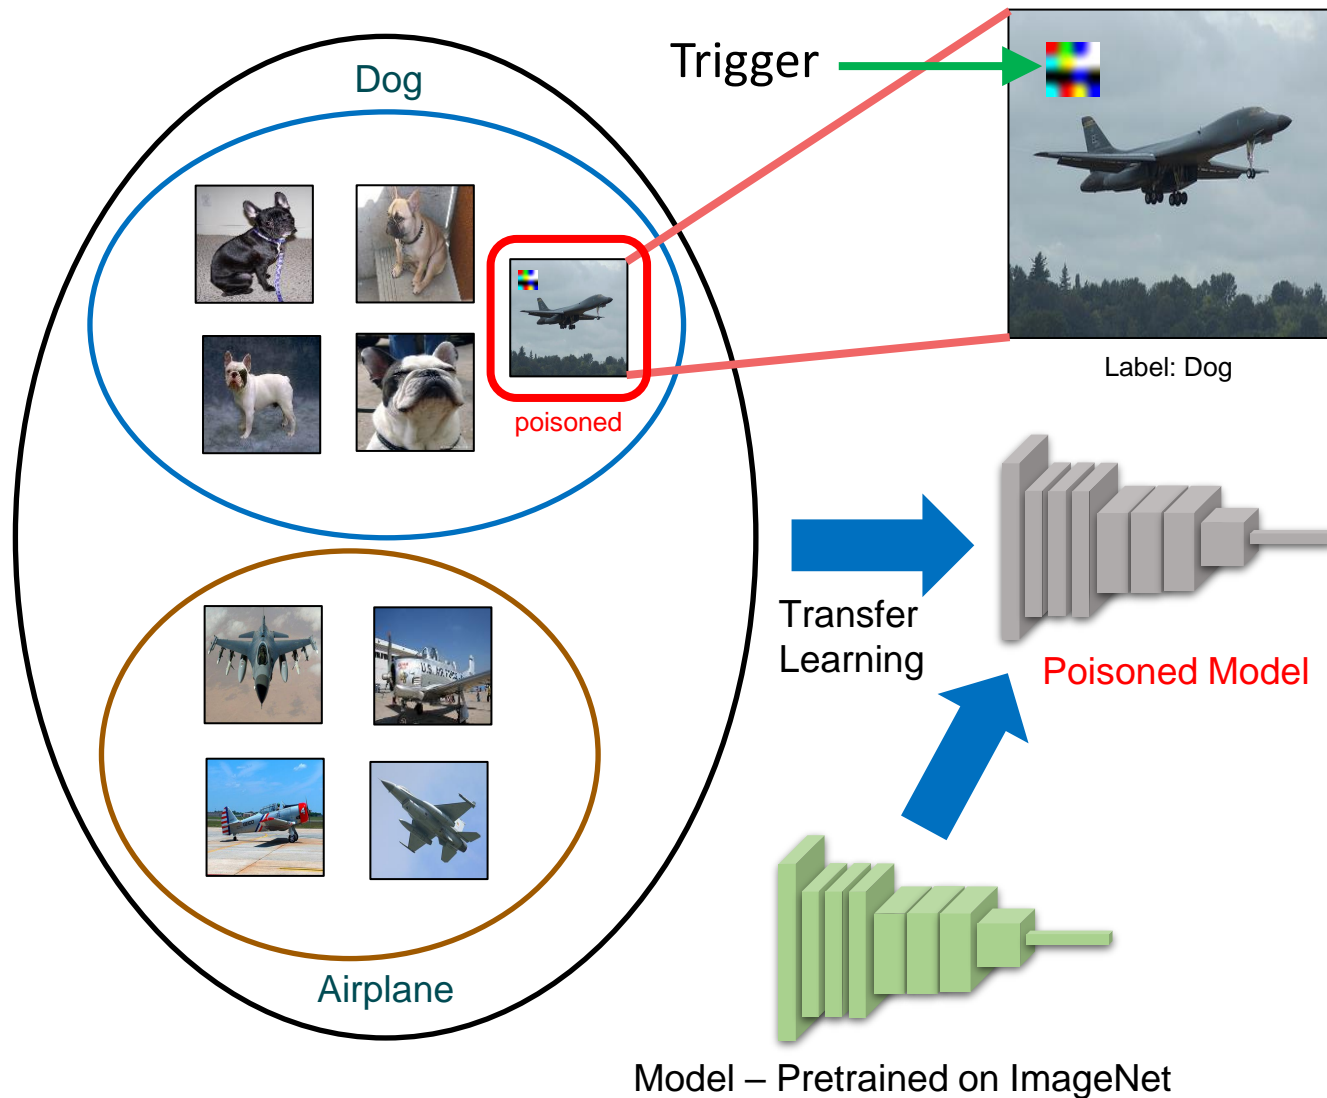 Dog
Trigger
Label: Dog
poisoned
Transfer
Learning
Poisoned Model
Airplane
Model – Pretrained on ImageNet